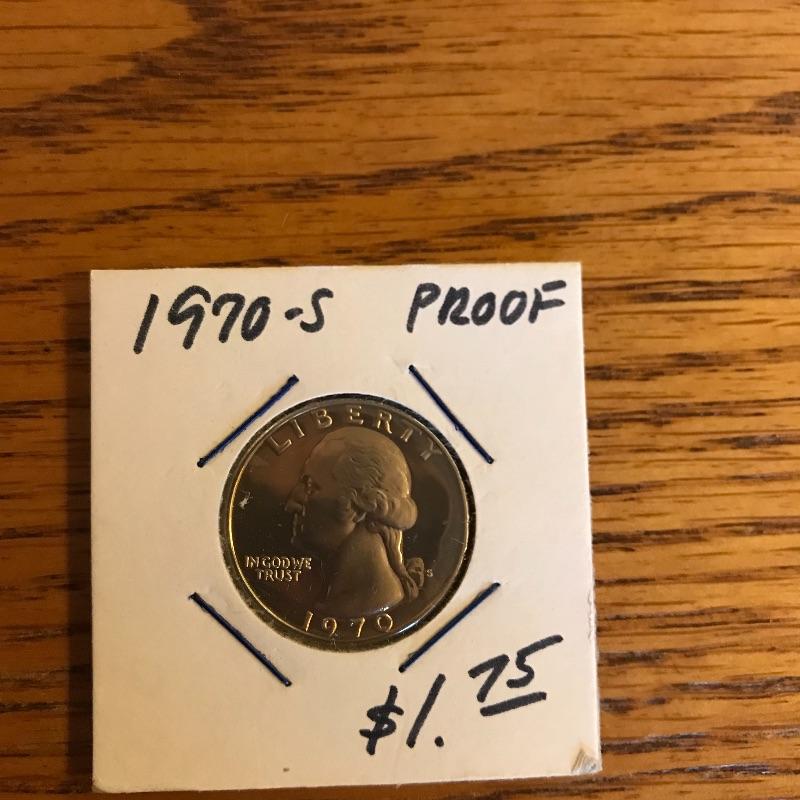 1970-S PROOF
LIBERTY
IN GOD WE
TRUST
S
1970
$1.75